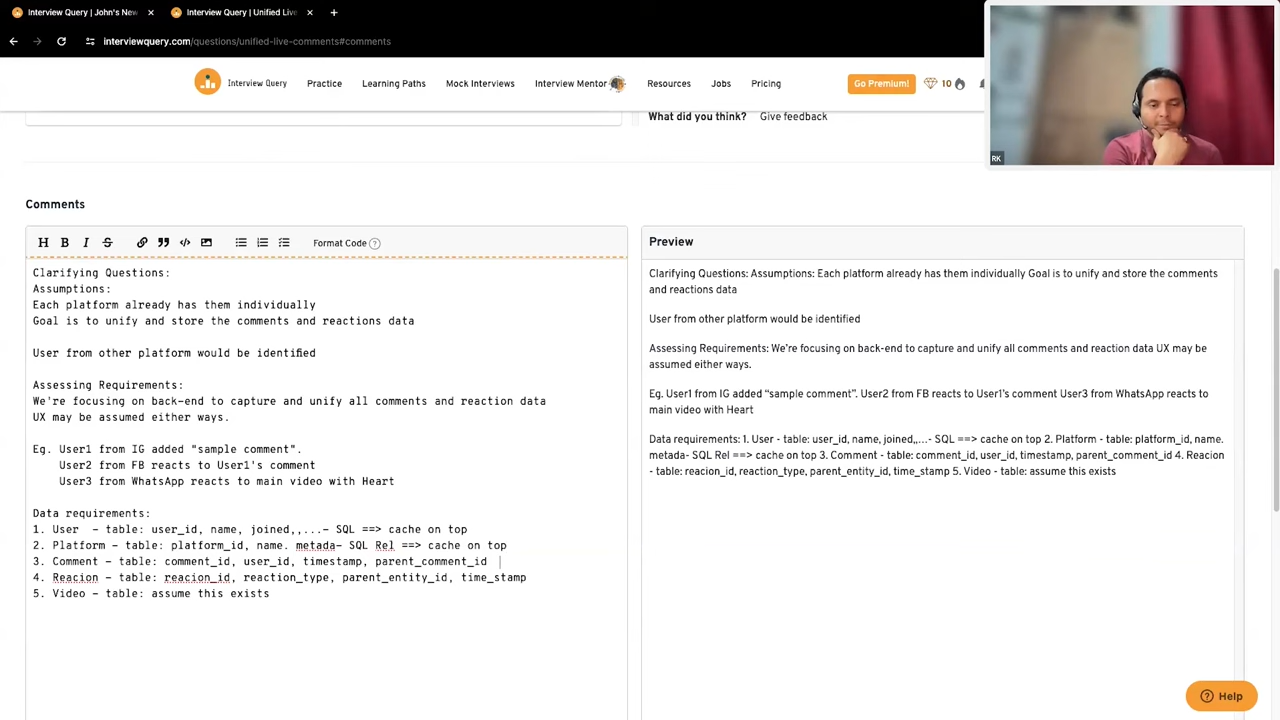 Interview Query | John's New
Interview Query | Unified Liv
interviewquery.com/questions/unified-live-comments#comments
Interview Query
Practice
Learning Paths
Mock Interviews
Interview Mentor
Resources
Jobs
Pricing
Go Premium!
10
What did you think? Give feedback
RK
Comments
H B I S
Format Code ?
Preview
Clarifying Questions:
Assumptions:
Each platform already has them individually
Goal is to unify and store the comments and reactions data
User from other platform would be identified
Assessing Requirements:
We're focusing on back-end to capture and unify all comments and reaction data
UX may be assumed either ways.
Eg. User1 from IG added “sample comment”.
User2 from FB reacts to User1's comment
User3 from WhatsApp reacts to main video with Heart
Data requirements:
1. User - table: user_id, name, joined,,...- SQL ==> cache on top
2. Platform - table: platform_id, name. metada- SQL Rel ==> cache on top
3. Comment - table: comment_id, user_id, timestamp, parent_comment_id
4. Reacion - table: reacion_id, reaction_type, parent_entity_id, time_stamp
5. Video - table: assume this exists
Clarifying Questions: Assumptions: Each platform already has them individually Goal is to unify and store the comments
and reactions data
User from other platform would be identified
Assessing Requirements: We’re focusing on back-end to capture and unify all comments and reaction data UX may be
assumed either ways.
Eg. User1 from IG added “sample comment”. User2 from FB reacts to User1’s comment User3 from WhatsApp reacts to
main video with Heart
Data requirements: 1. User - table: user_id, name, joined,,…- SQL ==> cache on top 2. Platform - table: platform_id, name.
metada- SQL Rel ==> cache on top 3. Comment - table: comment_id, user_id, timestamp, parent_comment_id 4. Reacion
- table: reacion_id, reaction_type, parent_entity_id, time_stamp 5. Video - table: assume this exists
Help